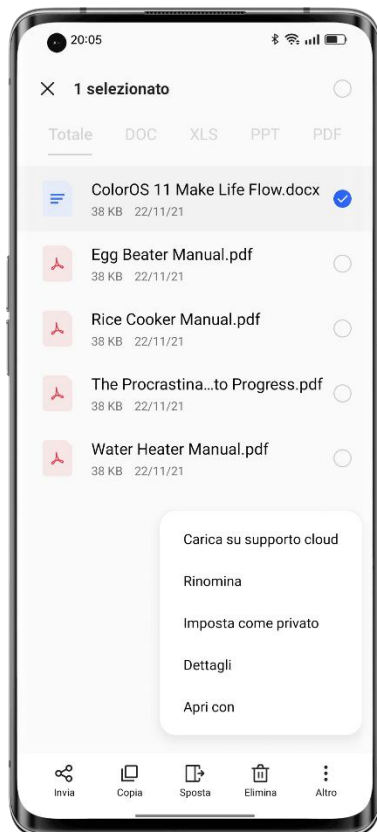 20:05
1 selezionato
Totale DOC XLS PPT PDF
ColorOS 11 Make Life Flow.docx
38 KB 22/11/21
Egg Beater Manual.pdf
38 KB 22/11/21
Rice Cooker Manual.pdf
38 KB 22/11/21
The Procrastina...to Progress.pdf
38 KB 22/11/21
Water Heater Manual.pdf
38 KB 22/11/21
Carica su supporto cloud
Rinomina
Imposta come privato
Dettagli
Apri con
Invia Copia Sposta Elimina Altro